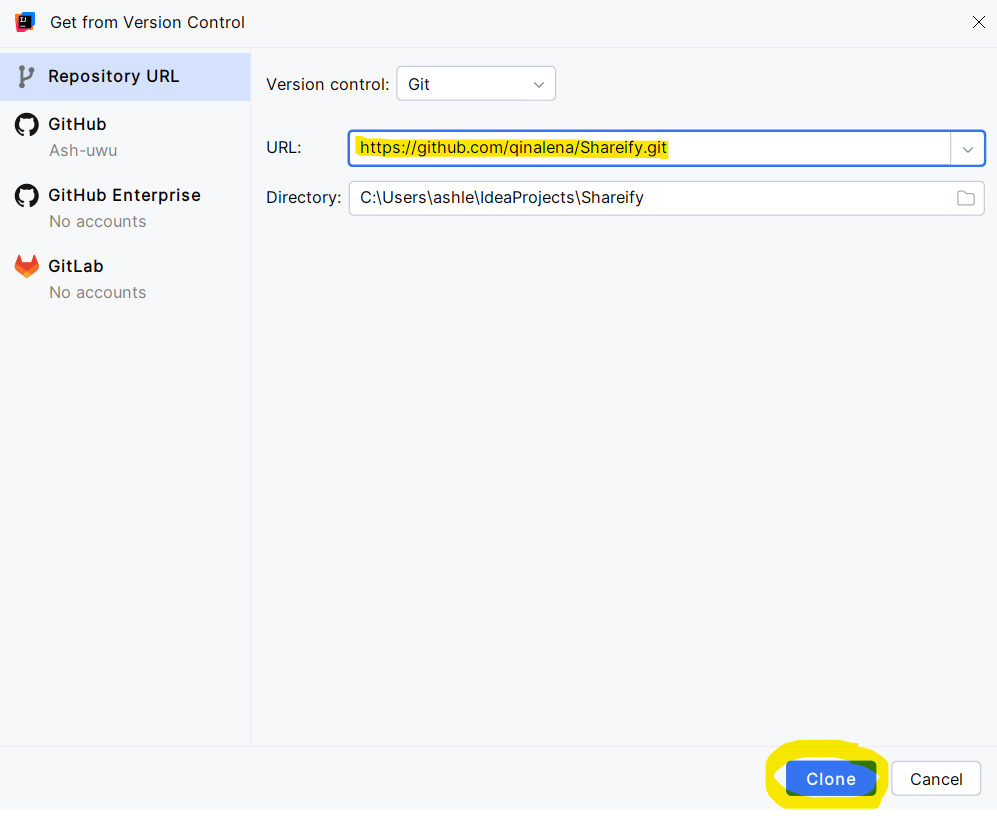 Get from Version Control
Repository URL
GitHub
Ash-uwu
GitHub Enterprise
No accounts
GitLab
No accounts
Version control: Git
URL: https://github.com/qinalena/Shareify.git
Directory: C:\Users\ashle\IdeaProjects\Shareify
Clone Cancel